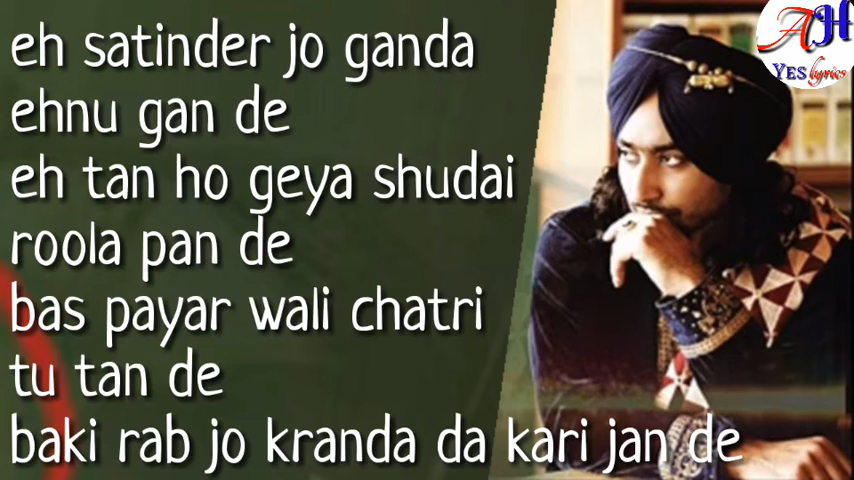 eh satinder jo ganda
ehnu gan de
eh tan ho geya shudai
roola pan de
bas payar wali chatri
tu tan de
baki rab jo kranda da kari jan de
AH
YES lyrics